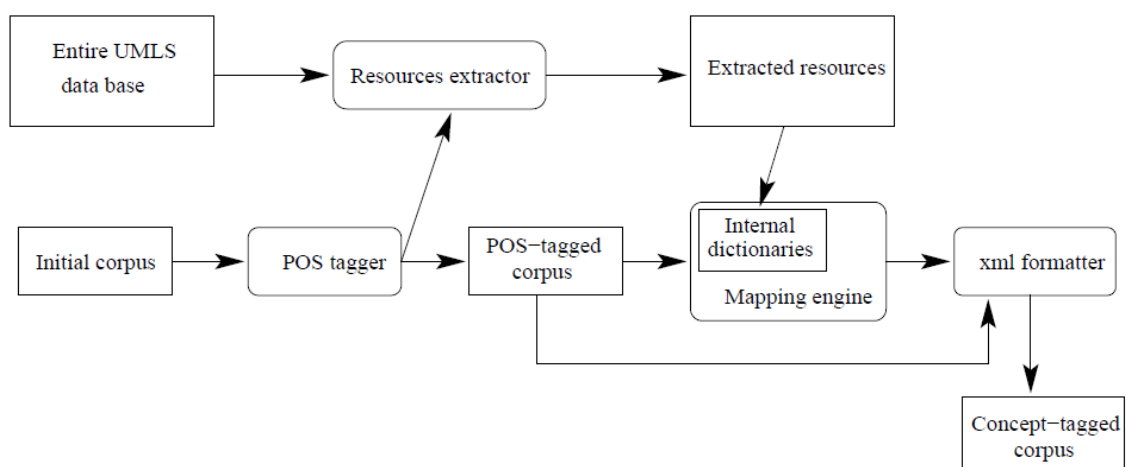 Entire UMLS
data base
Resources extractor
Extracted resources
Initial corpus
POS tagger
POS−tagged
corpus
Internal
dictionaries
Mapping engine
xml formatter
Concept−tagged
corpus